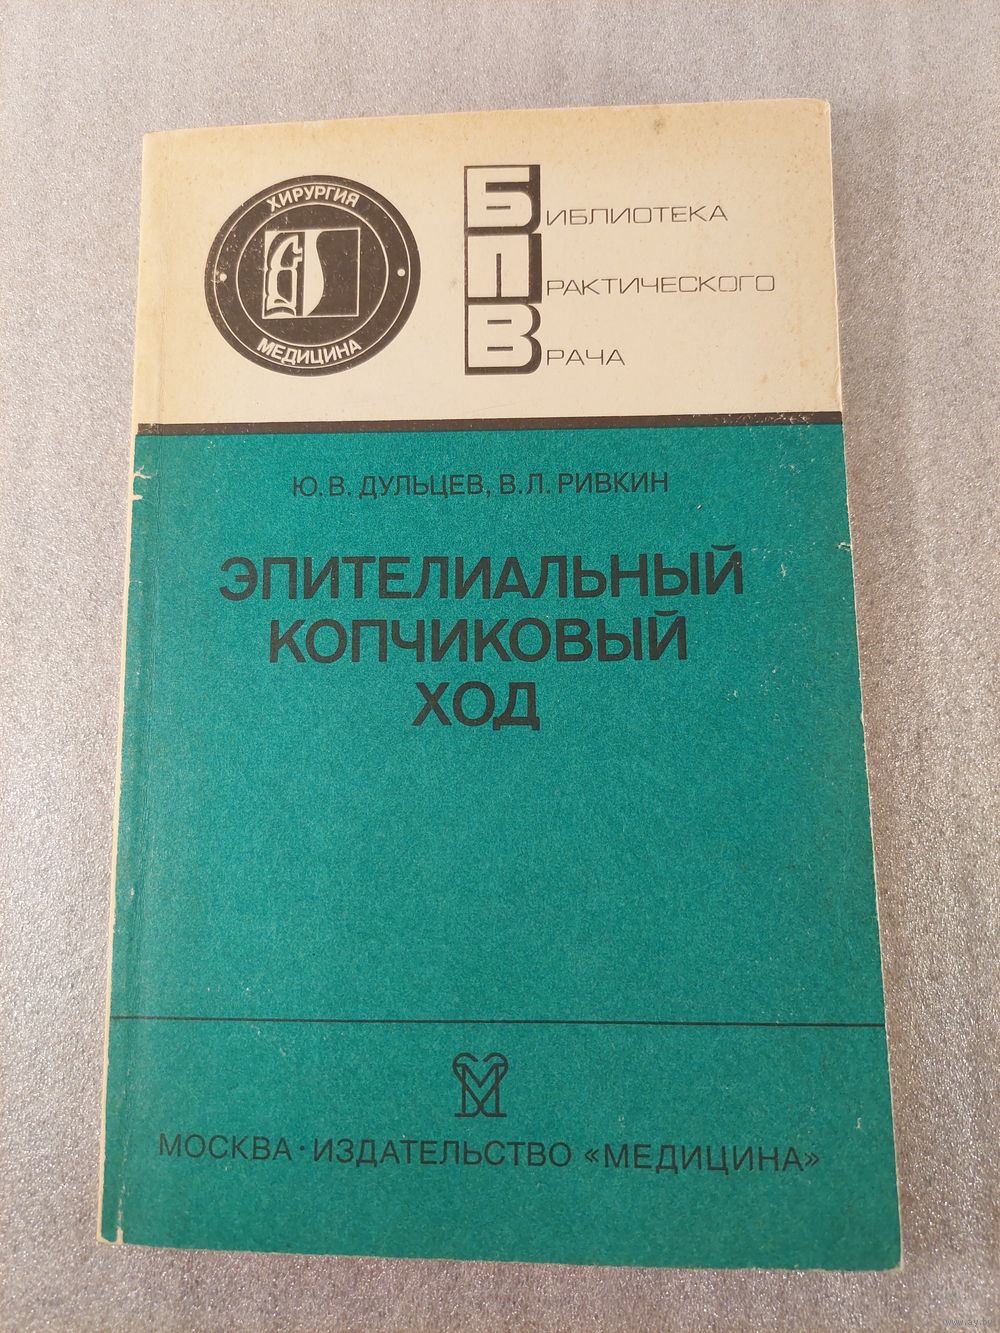 ХИРУРГИЯ
МЕДИЦИНА
БИБЛИОТЕКА
ПРАКТИЧЕСКОГО
ВРАЧА
Ю. В. ДУЛЬЦЕВ, В. Л. РИВКИН
ЭПИТЕЛИАЛЬНЫЙ
КОПЧИКОВЫЙ
ХОД
МОСКВА · ИЗДАТЕЛЬСТВО «МЕДИЦИНА»